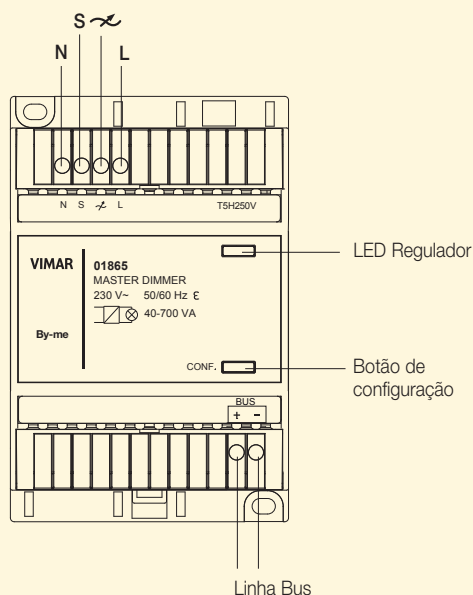 S
N L
N S L T5H250V
LED Regulador
VIMAR
01865
MASTER DIMMER
230 V~ 50/60 Hz
40-700 VA
By-me
CONF.
Botão de
configuração
BUS
+ -
Linha Bus